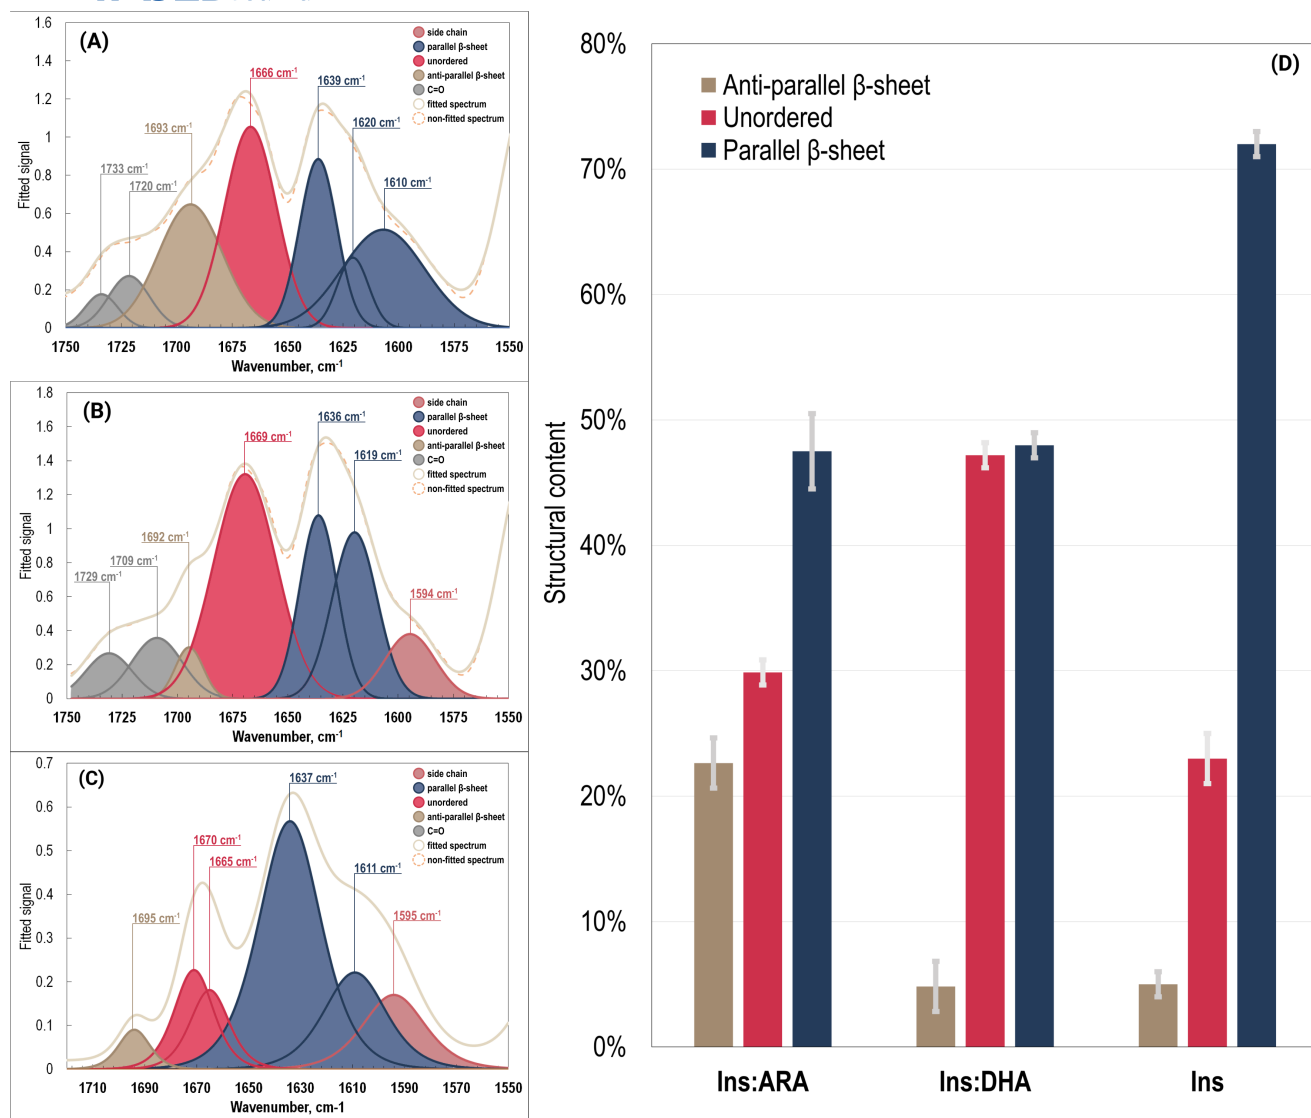 (A)
side chain
parallel β-sheet
unordered
anti-parallel β-sheet
C=O
fitted spectrum
non-fitted spectrum
1666 cm⁻¹
1639 cm⁻¹
1620 cm⁻¹
1693 cm⁻¹
1733 cm⁻¹
1720 cm⁻¹
1610 cm⁻¹
Fitted signal
1.6
1.4
1.2
1
0.8
0.6
0.4
0.2
0
1750 1725 1700 1675 1650 1625 1600 1575 1550
Wavenumber, cm⁻¹
(B)
side chain
parallel β-sheet
unordered
anti-parallel β-sheet
C=O
fitted spectrum
non-fitted spectrum
1636 cm⁻¹
1669 cm⁻¹
1619 cm⁻¹
1692 cm⁻¹
1709 cm⁻¹
1729 cm⁻¹
1594 cm⁻¹
Fitted signal
1.8
1.6
1.4
1.2
1
0.8
0.6
0.4
0.2
0
1750 1725 1700 1675 1650 1625 1600 1575 1550
Wavenumber, cm⁻¹
(C)
side chain
parallel β-sheet
unordered
anti-parallel β-sheet
C=O
fitted spectrum
non-fitted spectrum
1637 cm⁻¹
1670 cm⁻¹
1665 cm⁻¹
1611 cm⁻¹
1695 cm⁻¹
1595 cm⁻¹
Fitted signal
0.7
0.6
0.5
0.4
0.3
0.2
0.1
0
1710 1690 1670 1650 1630 1610 1590 1570 1550
Wavenumber, cm-1
(D)
Anti-parallel β-sheet
Unordered
Parallel β-sheet
Structural content
80%
70%
60%
50%
40%
30%
20%
10%
0%
Ins:ARA Ins:DHA Ins